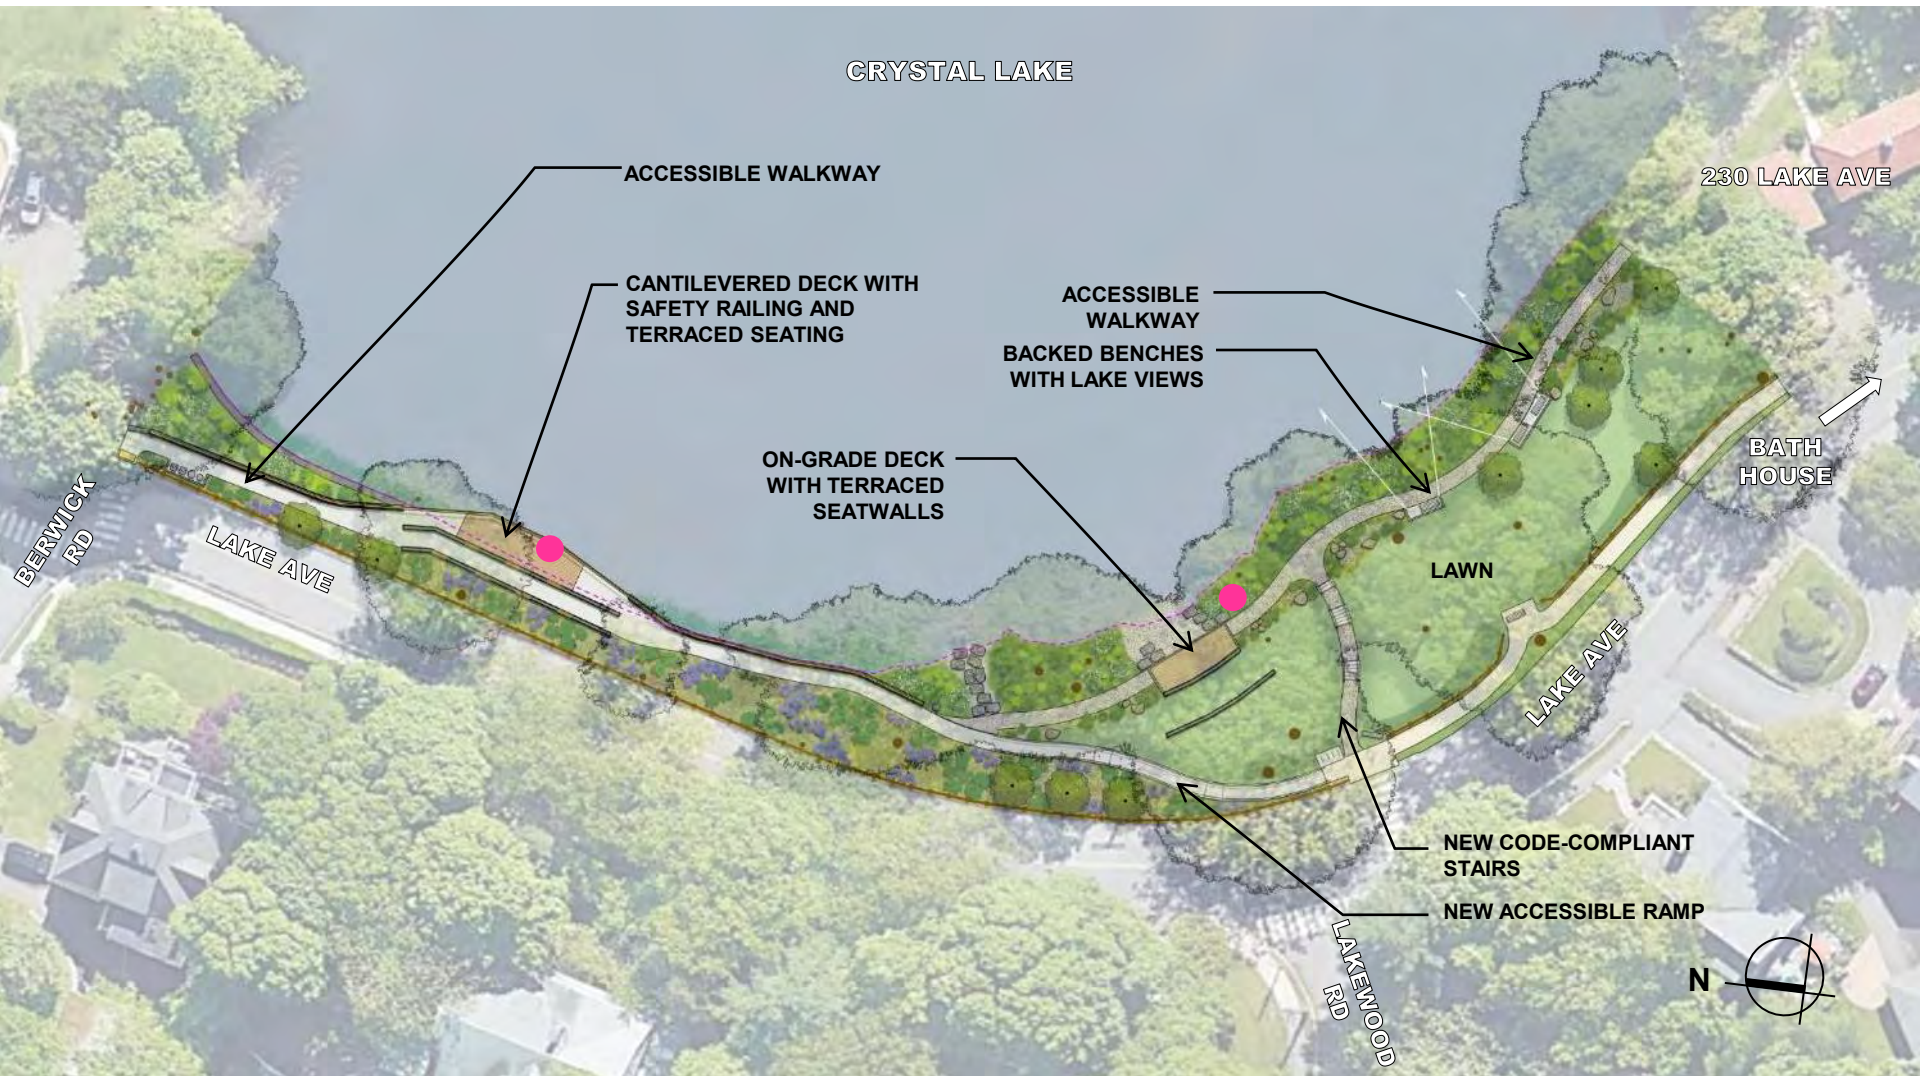 CRYSTAL LAKE
ACCESSIBLE WALKWAY
230 LAKE AVE
CANTILEVERED DECK WITH
SAFETY RAILING AND
TERRACED SEATING
ACCESSIBLE
WALKWAY
BACKED BENCHES
WITH LAKE VIEWS
ON-GRADE DECK
WITH TERRACED
SEATWALLS
BATH
HOUSE
BERWICK
RD
LAKE AVE
LAWN
LAKE AVE
NEW CODE-COMPLIANT
STAIRS
NEW ACCESSIBLE RAMP
LAKEWOOD
RD
N